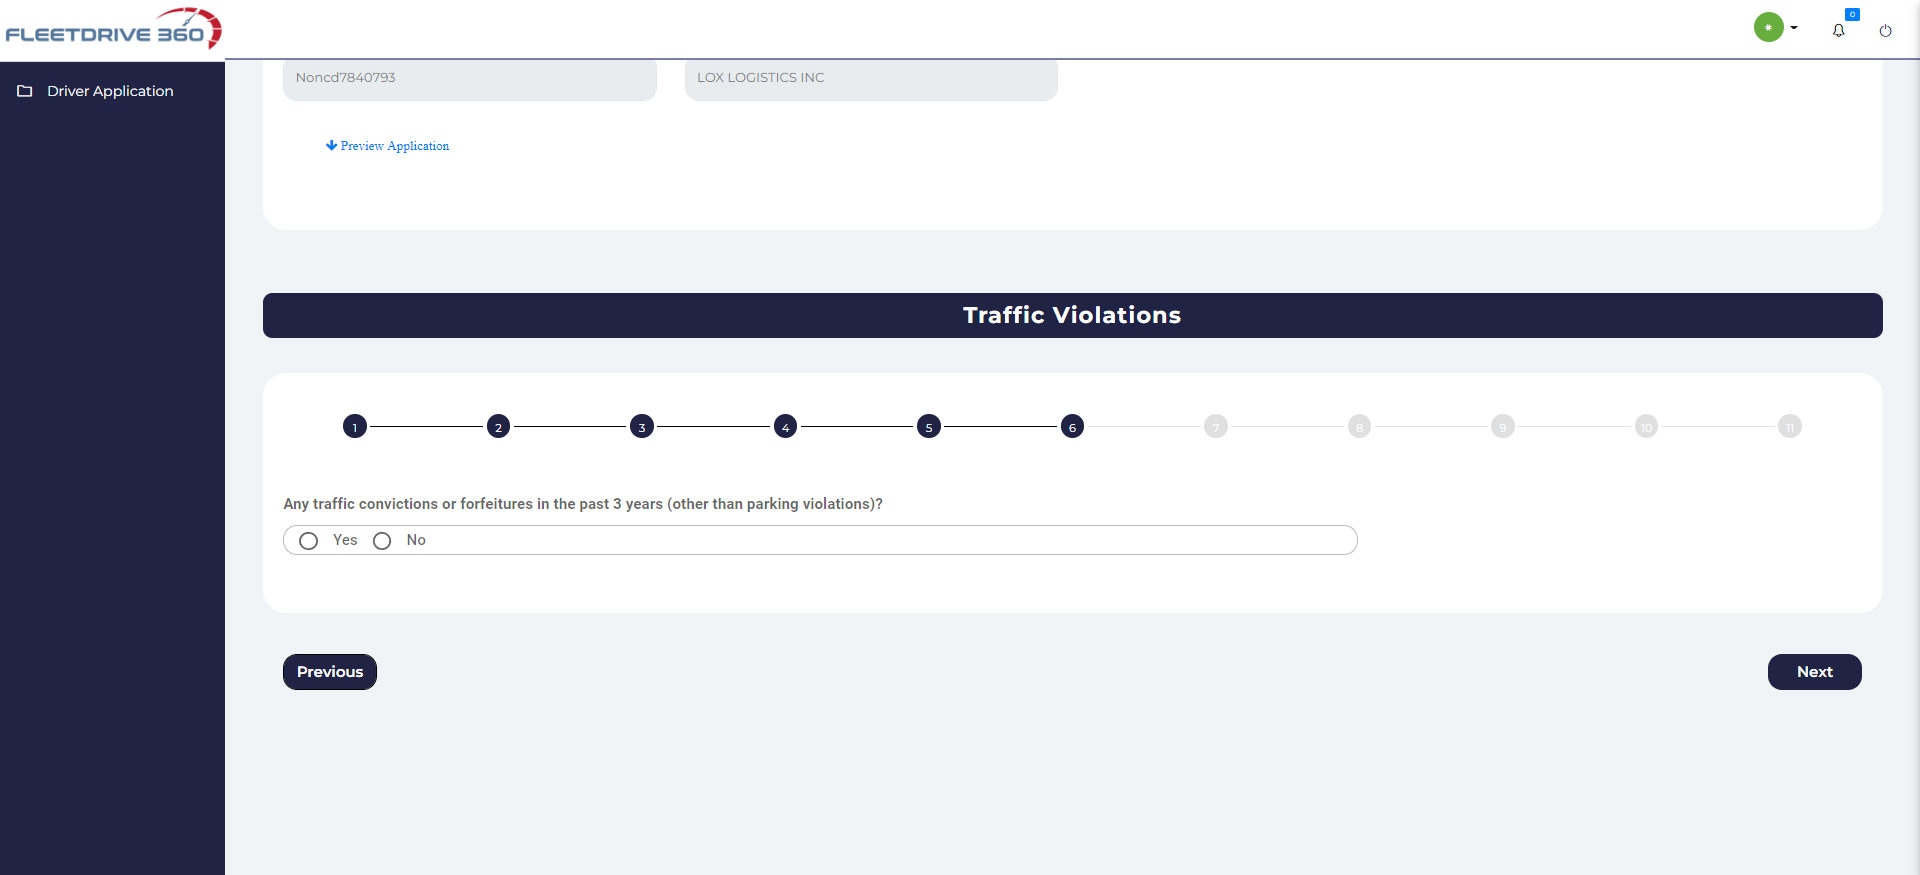 FLEETDRIVE 360
0
Driver Application
Noncd7840793
LOX LOGISTICS INC
Preview Application
Traffic Violations
1 2 3 4 5 6 7 8 9 10 11
Any traffic convictions or forfeitures in the past 3 years (other than parking violations)?
Yes No
Previous
Next